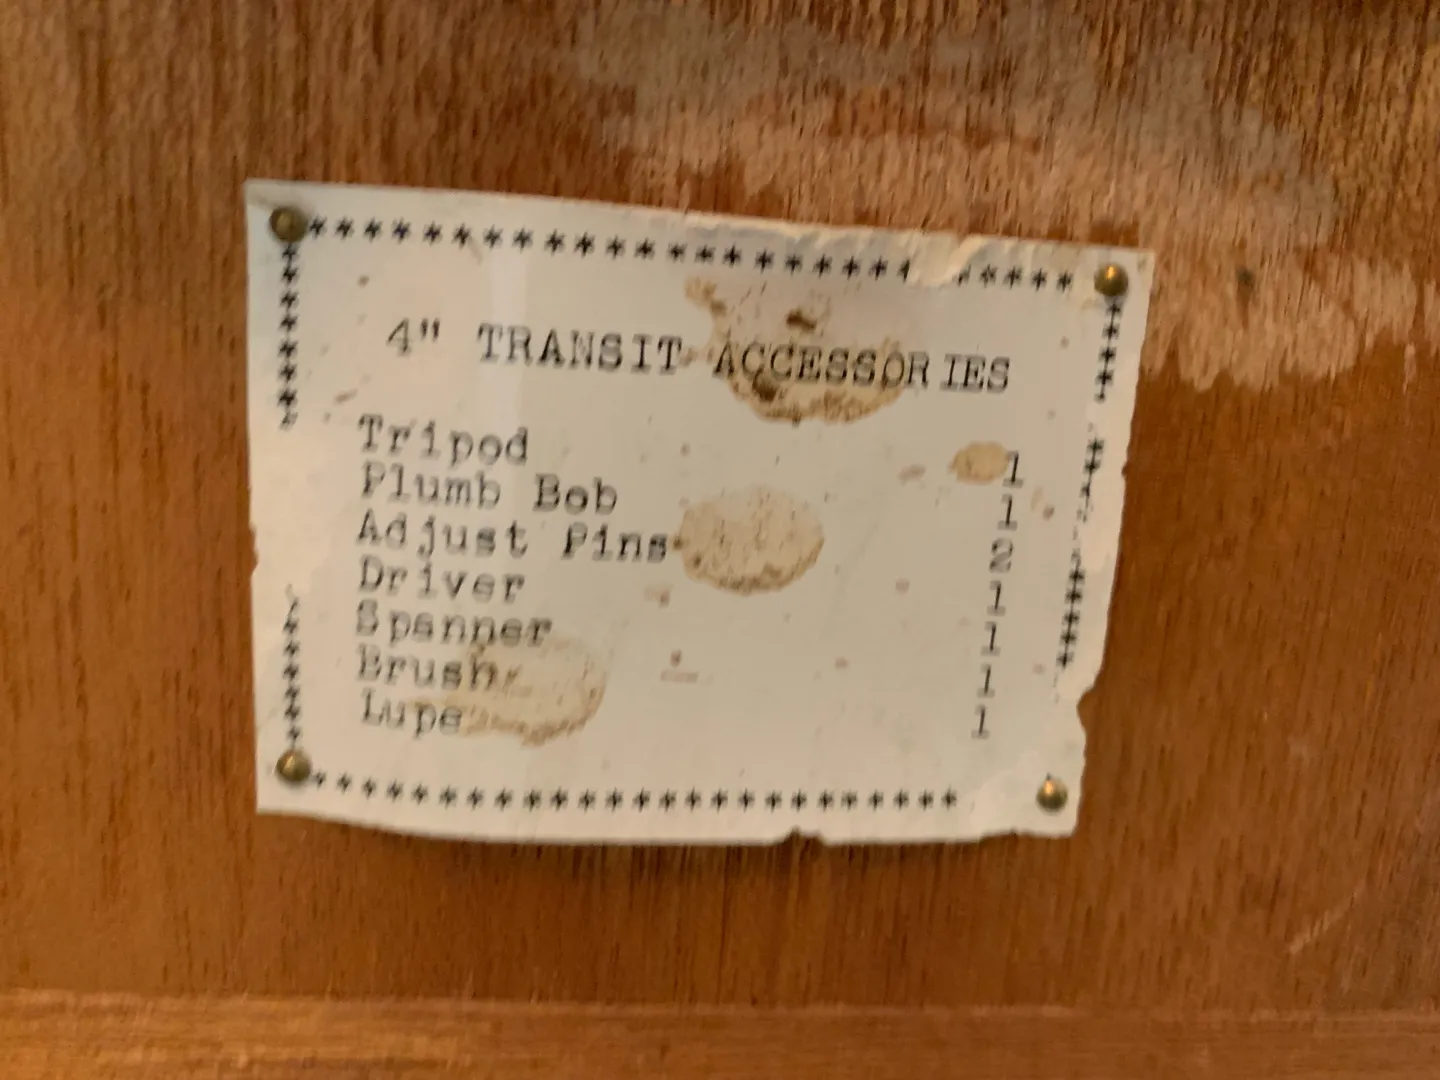 4" TRANSIT ACCESSORIES
Tripod 1
Plumb Bob 1
Adjust Pins 2
Driver 1
Spanner 1
Brush 1
Lupe 1